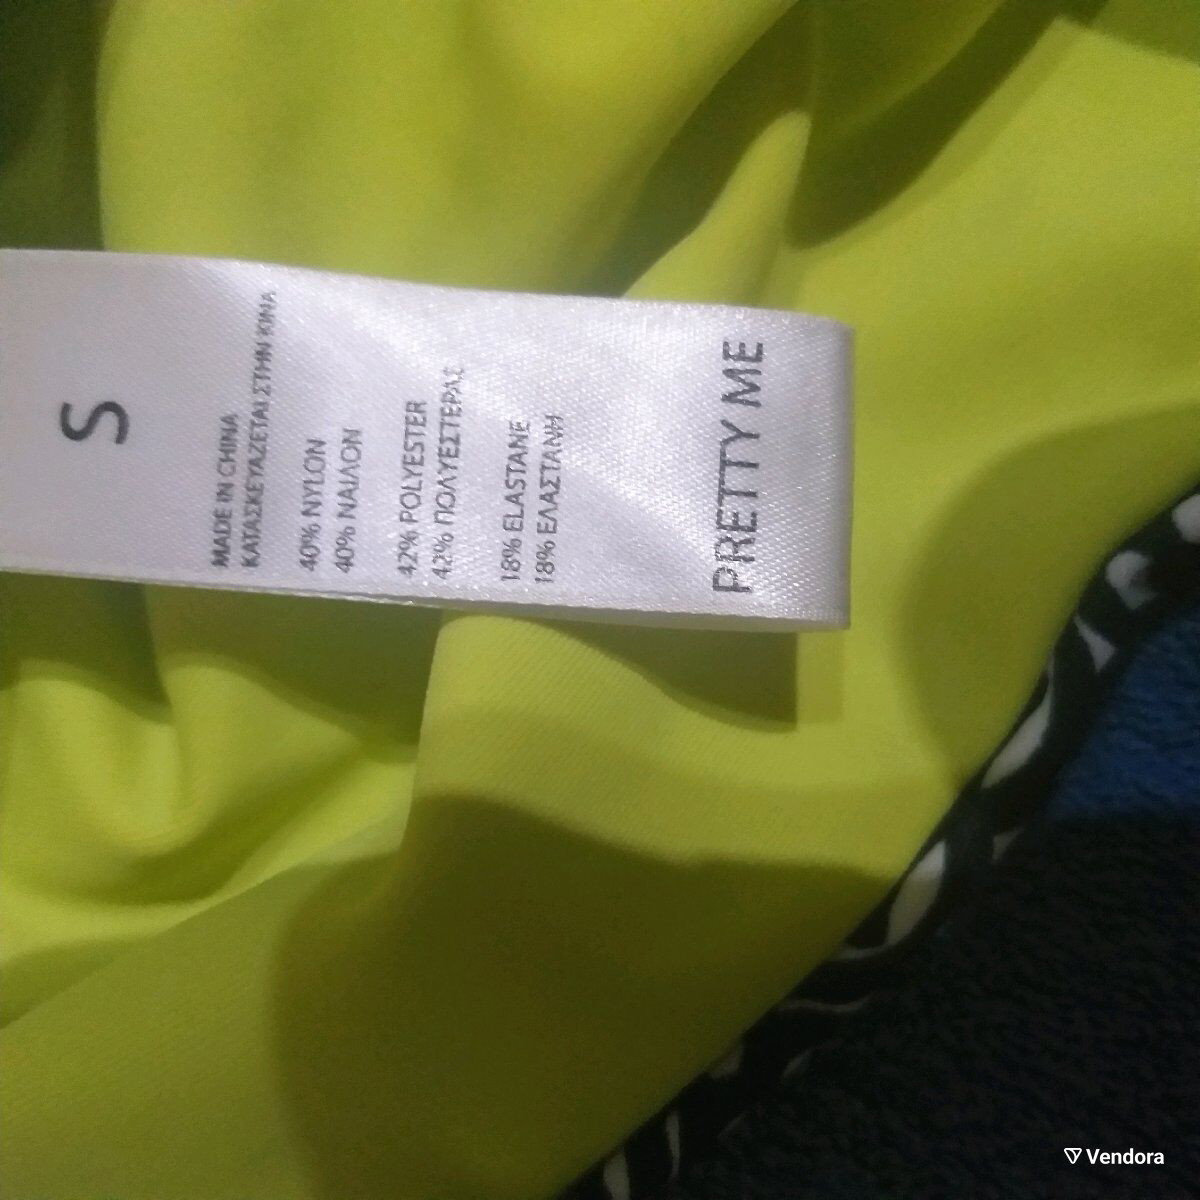 S
MADE IN CHINA
ΚΑΤΑΣΚΕΥΑΖΕΤΑΙ ΣΤΗΝ ΚΙΝΑ
40% NYLON
40% ΝΑΙΛΟΝ
42% POLYESTER
42% ΠΟΛΥΕΣΤΕΡΑΣ
18% ELASTANE
18% ΕΛΑΣΤΑΝΗ
PRETTY ME
Vendora